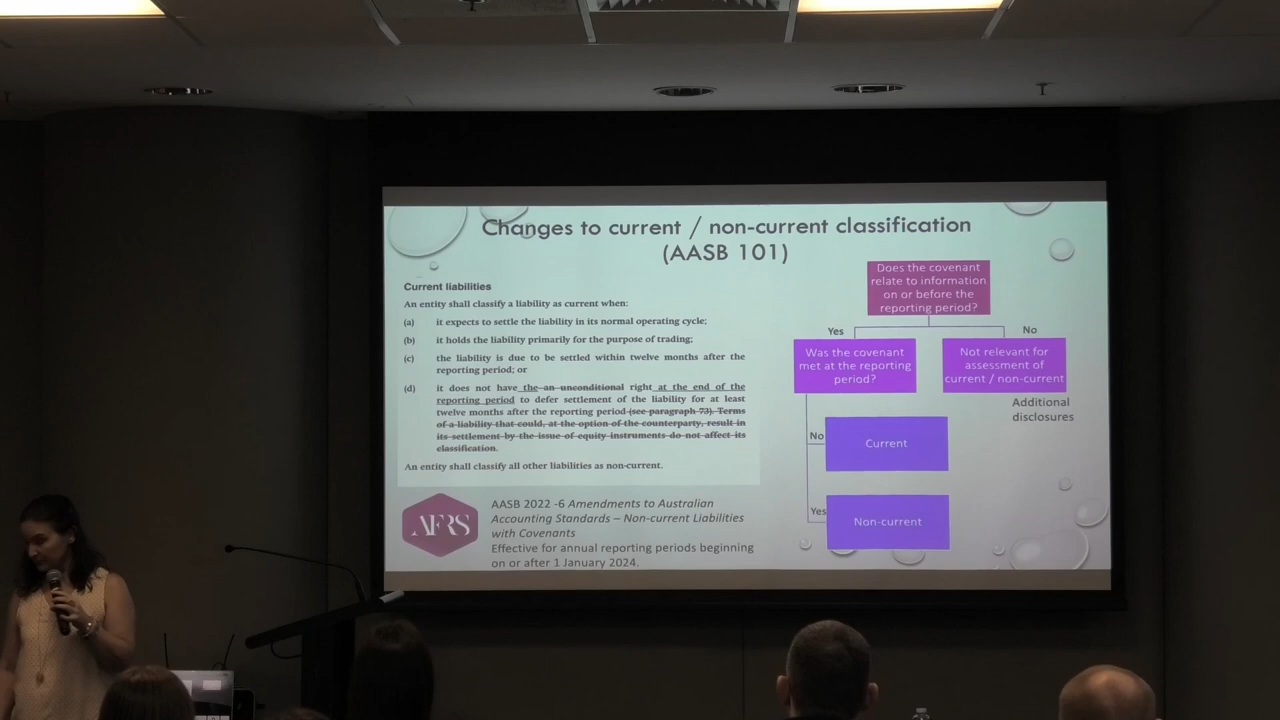 Changes to current / non-current classification
(AASB 101)
Current liabilities
An entity shall classify a liability as current when:
(a) it expects to settle the liability in its normal operating cycle;
(b) it holds the liability primarily for the purpose of trading;
(c) the liability is due to be settled within twelve months after the
reporting period; or
(d) it does not have the an unconditional right at the end of the
reporting period to defer settlement of the liability for at least
twelve months after the reporting period (see paragraph 73). Terms
of a liability that could, at the option of the counterparty, result in
its settlement by the issue of equity instruments do not affect its
classification.
An entity shall classify all other liabilities as non-current.
AFRS
AASB 2022 -6 Amendments to Australian
Accounting Standards – Non-current Liabilities
with Covenants
Effective for annual reporting periods beginning
on or after 1 January 2024.
Does the covenant
relate to information
on or before the
reporting period?
Yes
No
Was the covenant
met at the reporting
period?
Not relevant for
assessment of
current / non-current
Additional
disclosures
No
Current
Yes
Non-current